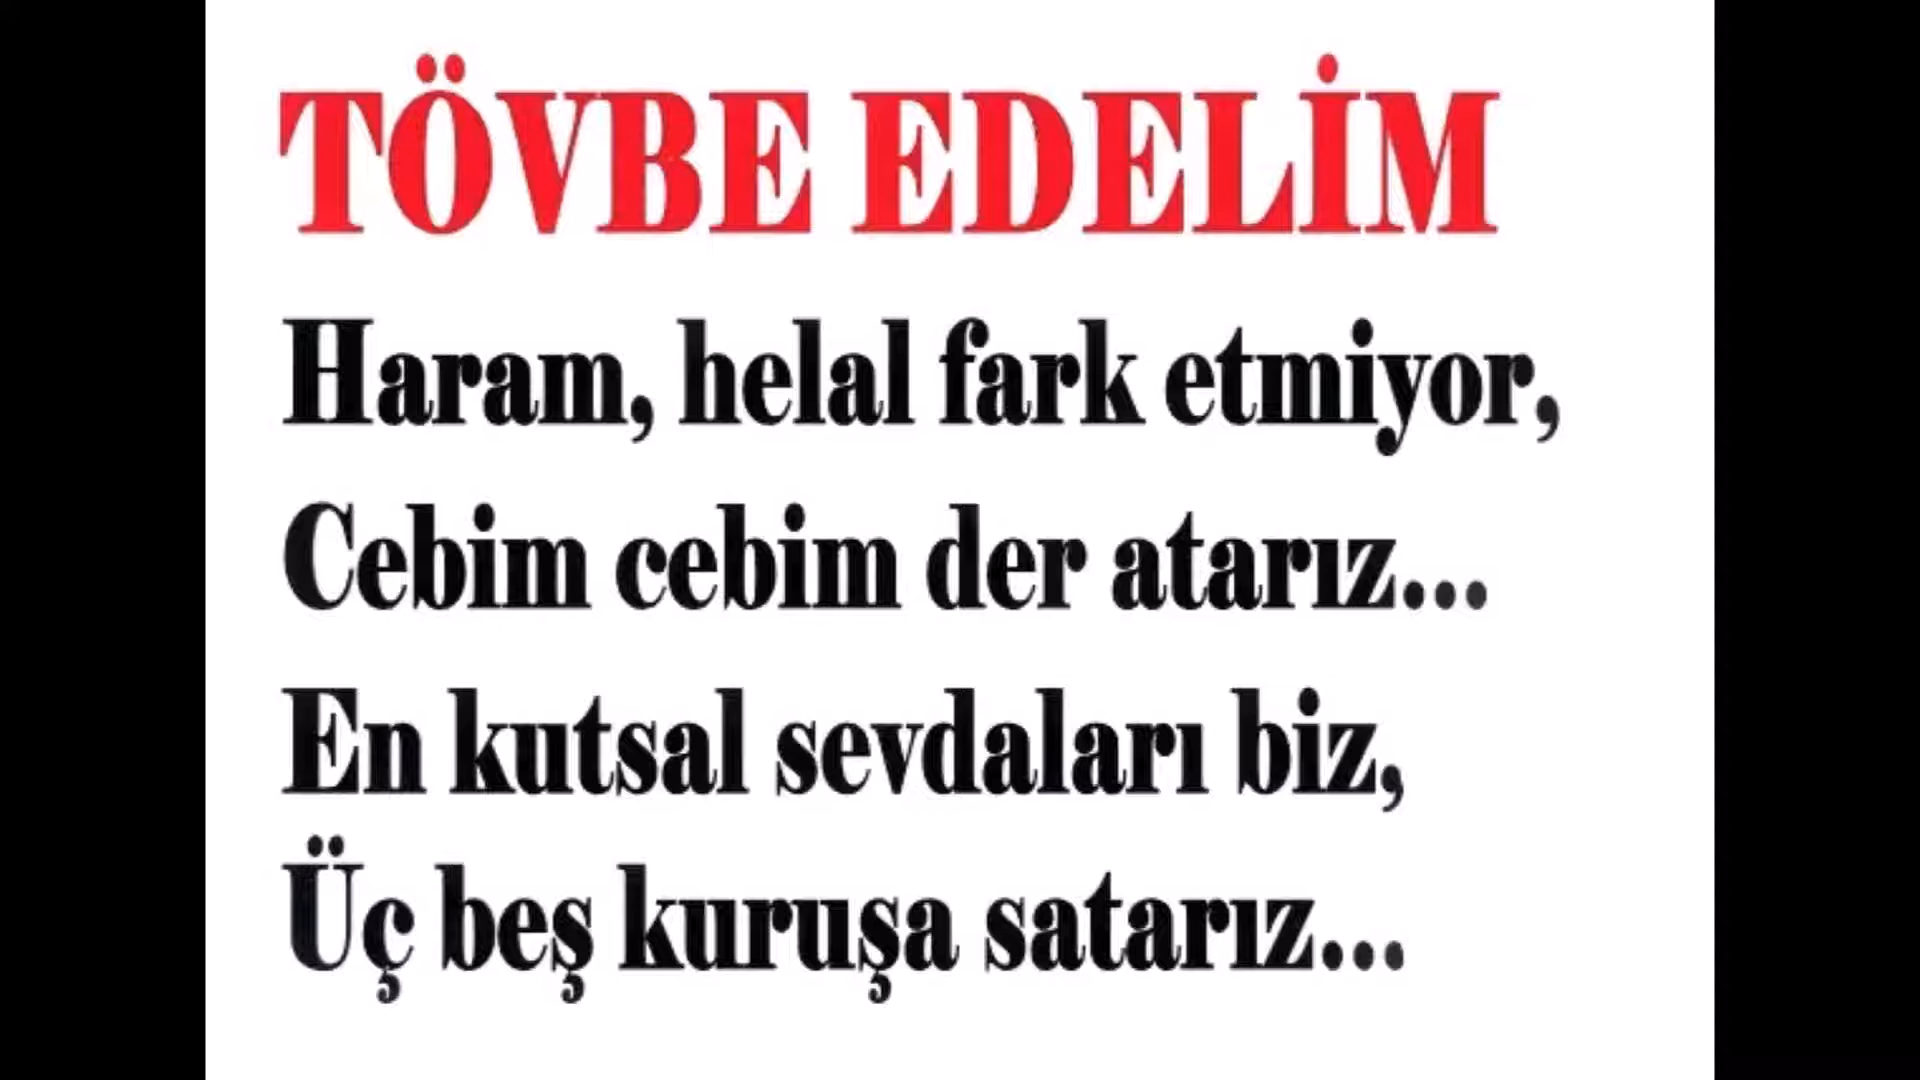 TÖVBE EDELİM
Haram, helal fark etmiyor,
Cebim cebim der atarız...
En kutsal sevdaları biz,
Üç beş kuruşa satarız...